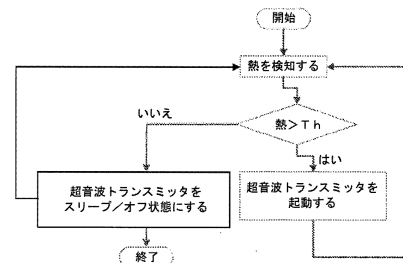 開始
熱を検知する
熱＞Ｔｈ
いいえ
はい
超音波トランスミッタを
スリープ／オフ状態にする
超音波トランスミッタを
起動する
終了